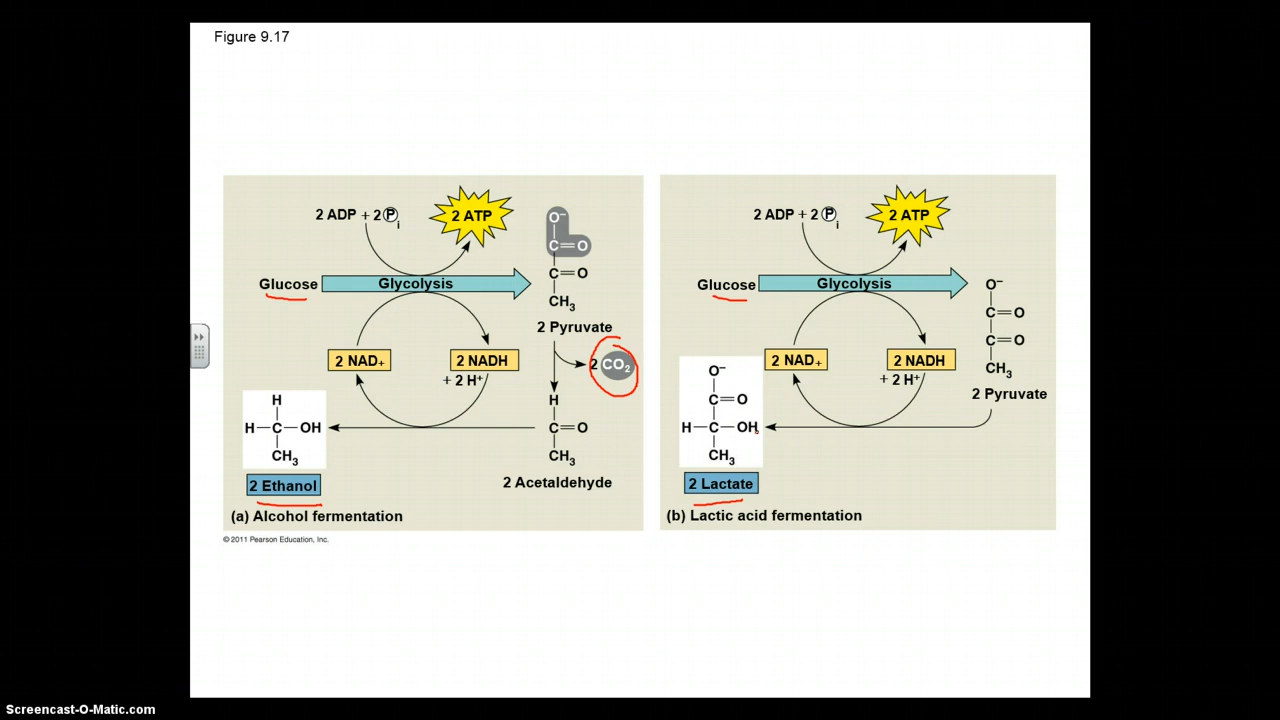 Figure 9.17
2 ADP + 2 P i
2 ATP
O⁻
C=O
C=O
CH₃
Glucose
Glycolysis
2 Pyruvate
2 NAD+
2 NADH
+ 2 H⁺
2 CO₂
H
H—C—OH
CH₃
H
C=O
CH₃
2 Ethanol
2 Acetaldehyde
(a) Alcohol fermentation
2 ADP + 2 P i
2 ATP
Glucose
Glycolysis
O⁻
C=O
C=O
CH₃
2 Pyruvate
2 NAD+
2 NADH
+ 2 H⁺
O⁻
C=O
H—C—OH
CH₃
2 Lactate
(b) Lactic acid fermentation
© 2011 Pearson Education, Inc.
Screencast-O-Matic.com